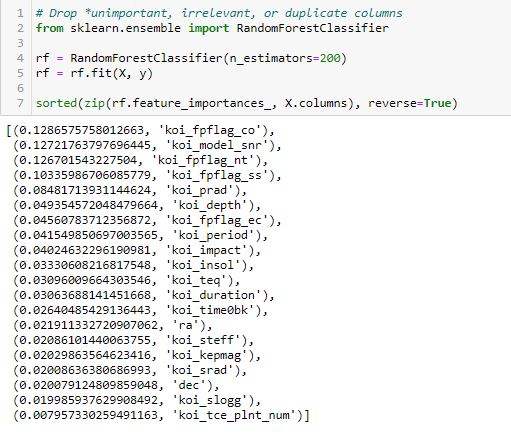 1 # Drop *unimportant, irrelevant, or duplicate columns
2 from sklearn.ensemble import RandomForestClassifier
3
4 rf = RandomForestClassifier(n_estimators=200)
5 rf = rf.fit(X, y)
6
7 sorted(zip(rf.feature_importances_, X.columns), reverse=True)
[(0.1286575758012663, 'koi_fpflag_co'),
(0.12721763797696445, 'koi_model_snr'),
(0.126701543227504, 'koi_fpflag_nt'),
(0.10335986706085779, 'koi_fpflag_ss'),
(0.08481713931144624, 'koi_prad'),
(0.049354572048479664, 'koi_depth'),
(0.04560783712356872, 'koi_fpflag_ec'),
(0.041549850697003565, 'koi_period'),
(0.04024632296190981, 'koi_impact'),
(0.03330608216817548, 'koi_insol'),
(0.03096009664303546, 'koi_teq'),
(0.03063688141451668, 'koi_duration'),
(0.02640485429136443, 'koi_time0bk'),
(0.021911332720907062, 'ra'),
(0.02086101440063755, 'koi_steff'),
(0.02029863564623416, 'koi_kepmag'),
(0.02008636380686993, 'koi_srad'),
(0.020079124809859048, 'dec'),
(0.019985937629908492, 'koi_slogg'),
(0.007957330259491163, 'koi_tce_plnt_num')]